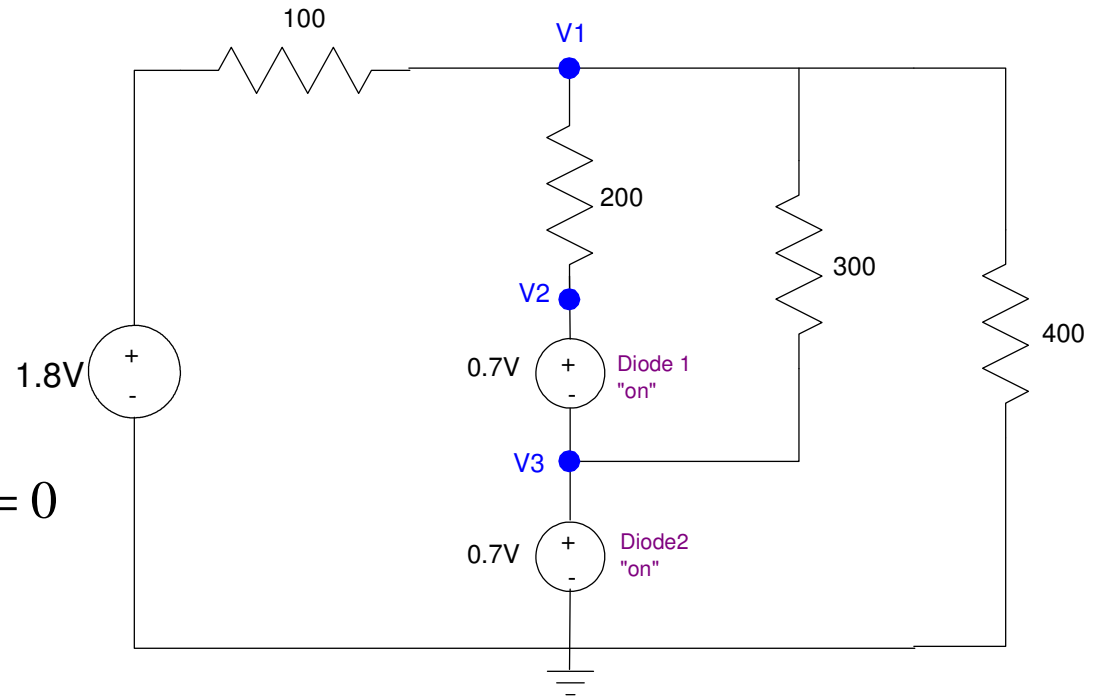 100
V1
200
300
V2
400
1.8V
+
-
0.7V
+
-
Diode 1
"on"
V3
= 0
0.7V
+
-
Diode2
"on"